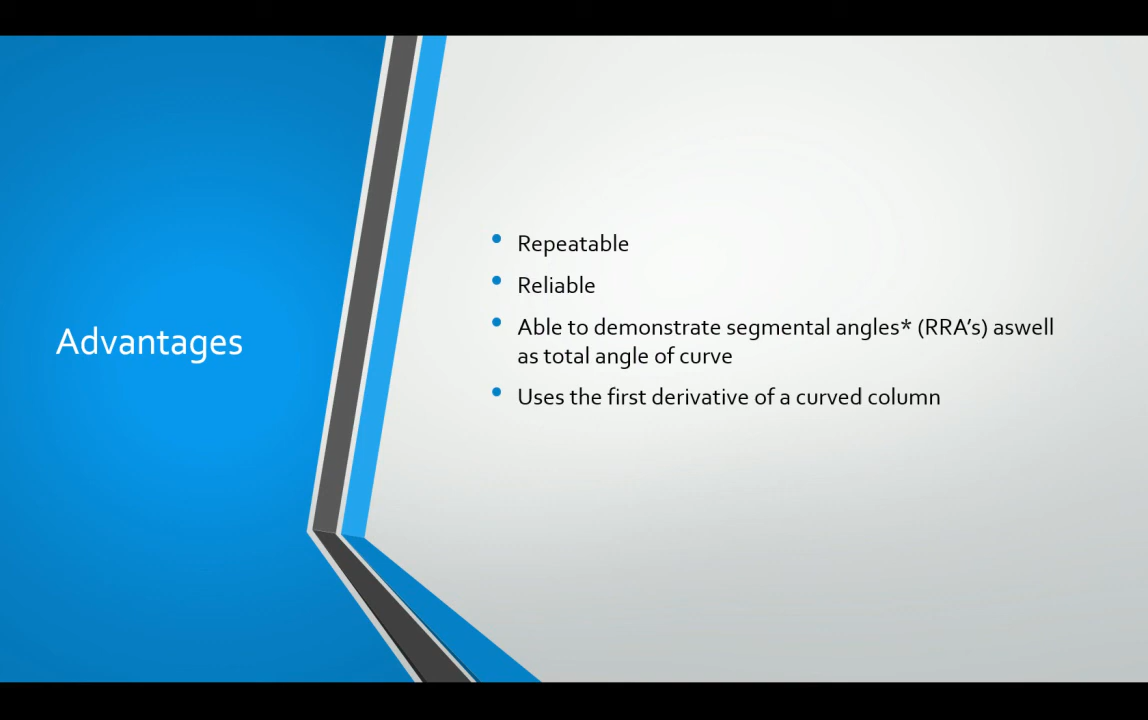 Advantages
Repeatable
Reliable
Able to demonstrate segmental angles* (RRA’s) aswell
as total angle of curve
Uses the first derivative of a curved column